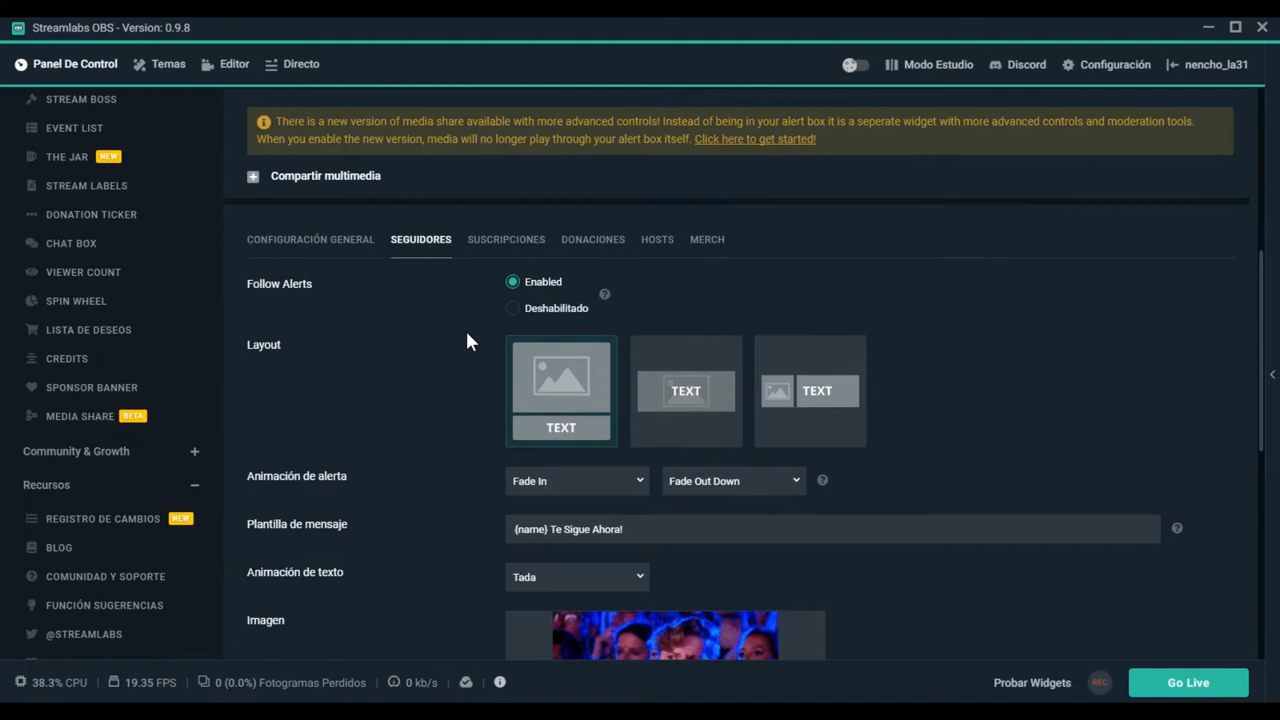 Streamlabs OBS - Version: 0.9.8
Panel De Control
Temas
Editor
Directo
Modo Estudio
Discord
Configuración
nencho_la31
STREAM BOSS
EVENT LIST
THE JAR NEW
STREAM LABELS
DONATION TICKER
CHAT BOX
VIEWER COUNT
SPIN WHEEL
LISTA DE DESEOS
CREDITS
SPONSOR BANNER
MEDIA SHARE BETA
Community & Growth
Recursos
REGISTRO DE CAMBIOS NEW
BLOG
COMUNIDAD Y SOPORTE
FUNCIÓN SUGERENCIAS
@STREAMLABS
There is a new version of media share available with more advanced controls! Instead of being in your alert box it is a seperate widget with more advanced controls and moderation tools.
When you enable the new version, media will no longer play through your alert box itself. Click here to get started!
Compartir multimedia
CONFIGURACIÓN GENERAL
SEGUIDORES
SUSCRIPCIONES
DONACIONES
HOSTS
MERCH
Follow Alerts
Enabled
Deshabilitado
Layout
TEXT
TEXT
TEXT
Animación de alerta
Fade In
Fade Out Down
Plantilla de mensaje
{name} Te Sigue Ahora!
Animación de texto
Tada
Imagen
38.3% CPU
19.35 FPS
0 (0.0%) Fotogramas Perdidos
0 kb/s
Probar Widgets
REC
Go Live